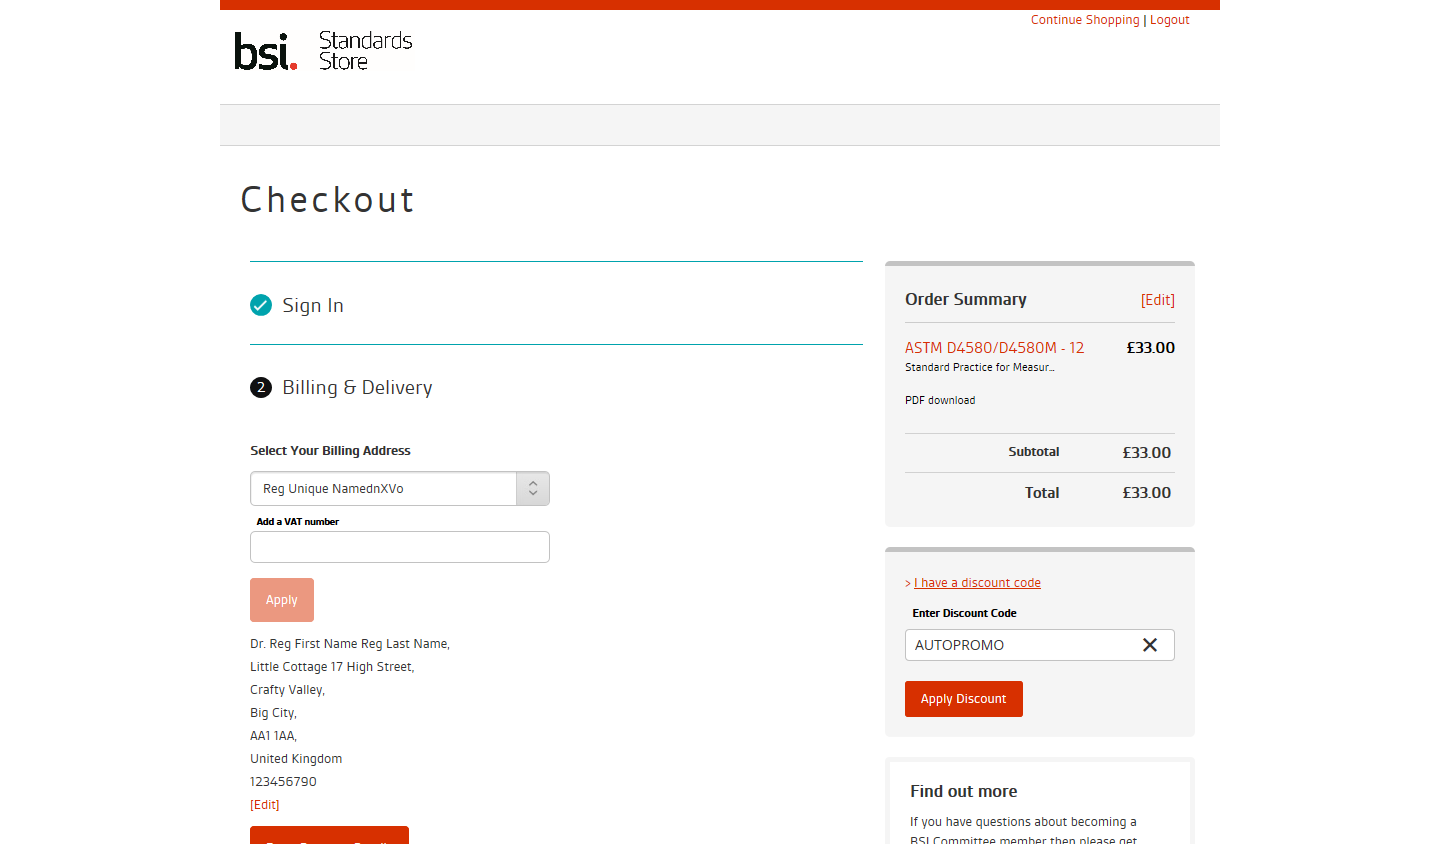 Continue Shopping | Logout
bsi. Standards
Store
Checkout
Sign In
2 Billing & Delivery
Select Your Billing Address
Reg Unique NamednXVo
Add a VAT number
Apply
Dr. Reg First Name Reg Last Name,
Little Cottage 17 High Street,
Crafty Valley,
Big City,
AA1 1AA,
United Kingdom
123456790
[Edit]
Order Summary [Edit]
ASTM D4580/D4580M - 12 £33.00
Standard Practice for Measur...
PDF download
Subtotal £33.00
Total £33.00
> I have a discount code
Enter Discount Code
AUTOPROMO
Apply Discount
Find out more
If you have questions about becoming a
BSI Committee member then please get